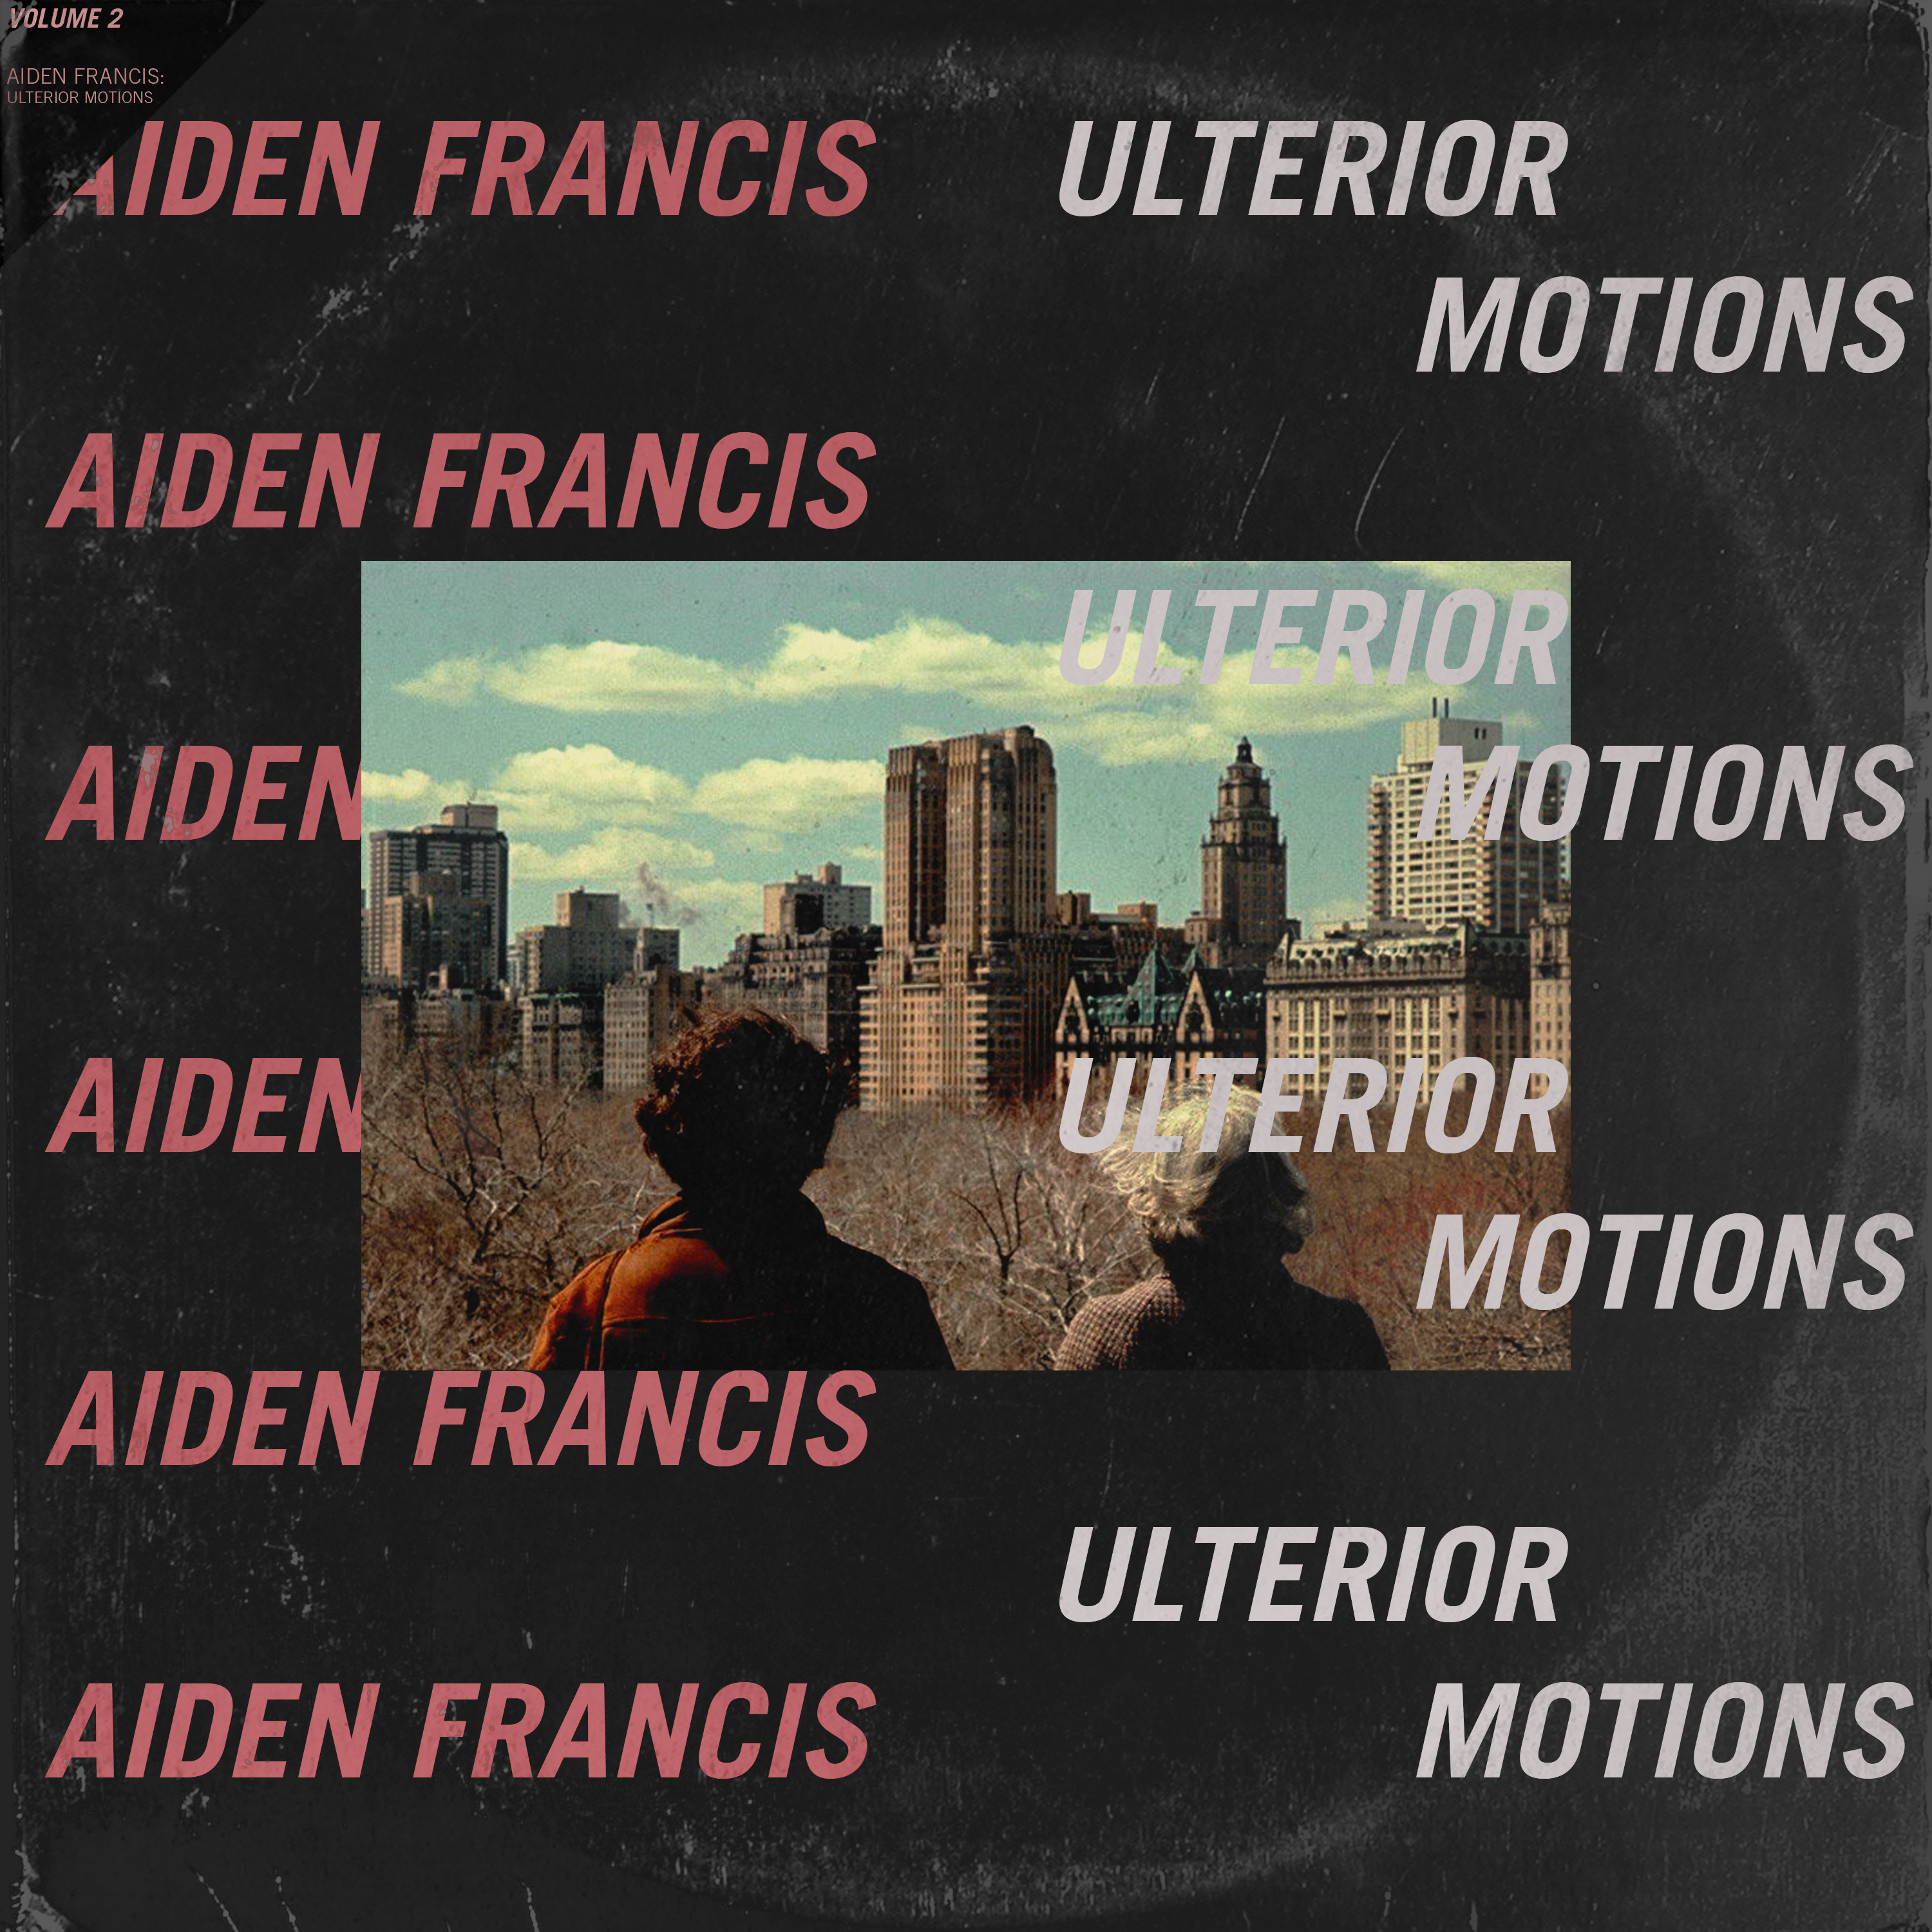 VOLUME 2
AIDEN FRANCIS:
ULTERIOR MOTIONS
AIDEN FRANCIS ULTERIOR
MOTIONS
AIDEN FRANCIS
ULTERIOR
AIDEN MOTIONS
AIDEN ULTERIOR
MOTIONS
AIDEN FRANCIS
ULTERIOR
AIDEN FRANCIS MOTIONS